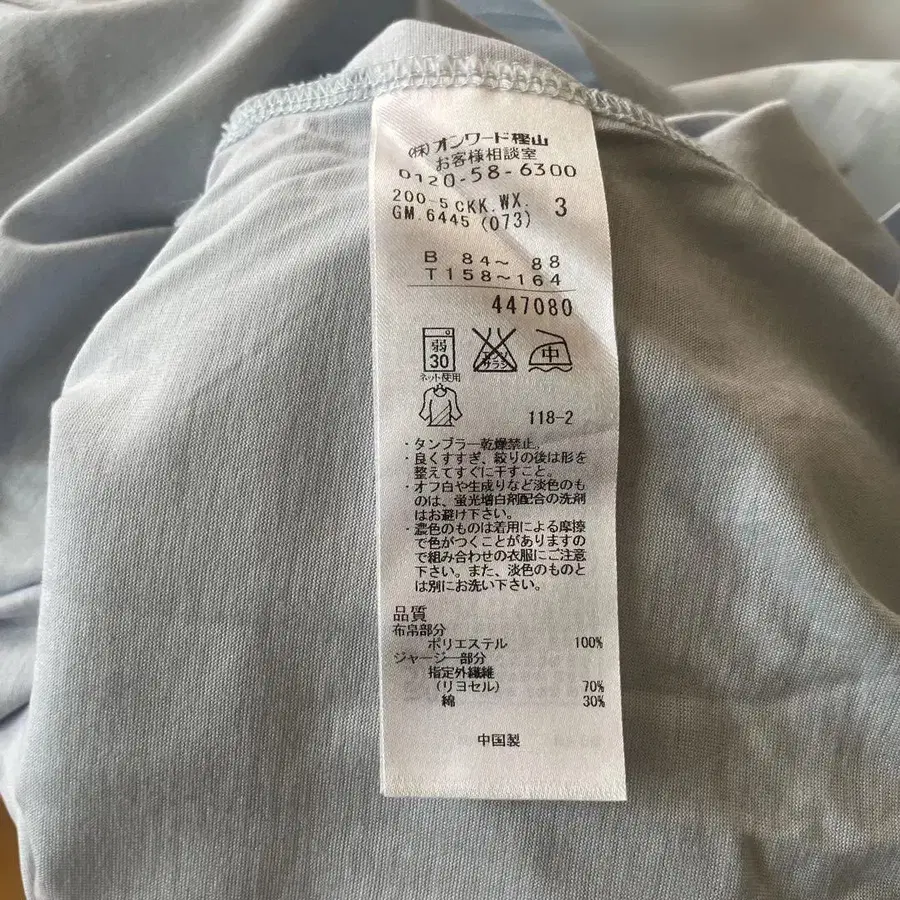 (株)オンワード樫山
お客様相談室
0120-58-6300
200-5 CKK.WX. 3
GM.6445 (073)
B 84～ 88
T158～164
447080
弱
30
エンソ
サラシ
中
ネット使用
118-2
・タンブラー乾燥禁止。
・良くすすぎ、絞りの後は形を
整えてすぐに干すこと。
・オフ白や生成りなど淡色のも
のは、蛍光増白剤配合の洗剤
はお避け下さい。
・濃色のものは着用による摩擦
で色がつくことがありますの
で組み合わせの衣服にご注意
下さい。また、淡色のものと
は別にお洗い下さい。
品質
布帛部分
ポリエステル 100%
ジャージー部分
指定外繊維
(リヨセル) 70%
綿 30%
中国製